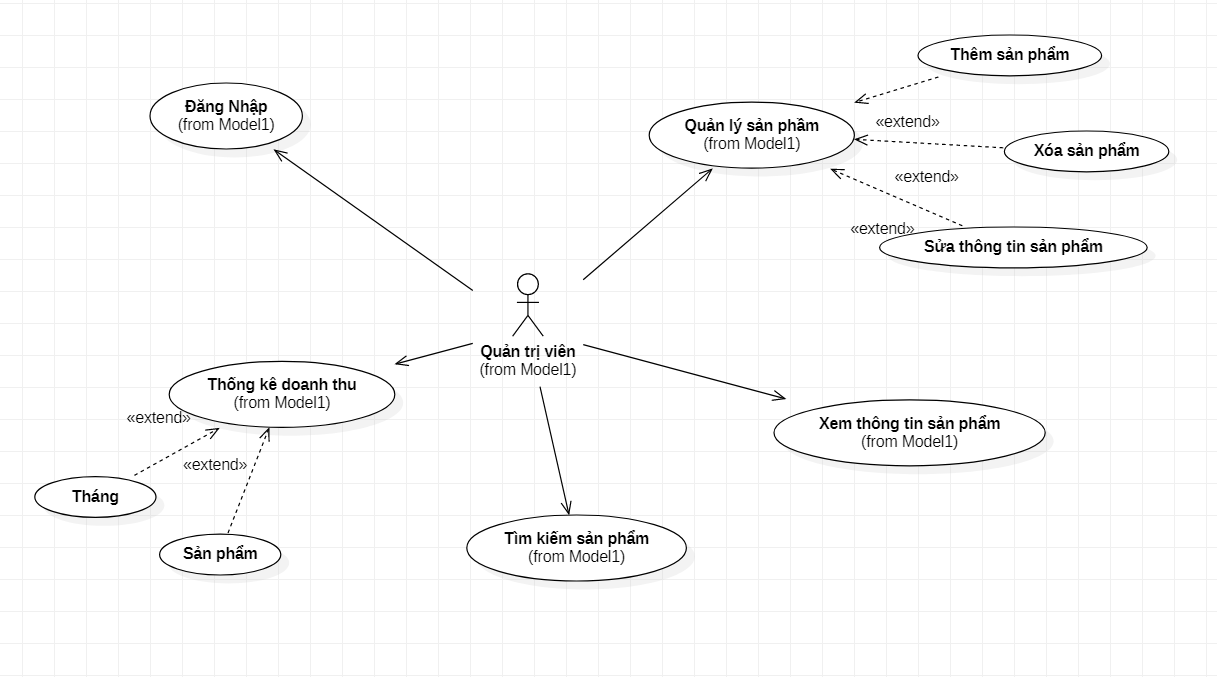 Thêm sản phẩm
Đăng Nhập
(from Model1)
Quản lý sản phầm
(from Model1)
«extend»
Xóa sản phẩm
«extend»
«extend»
Sửa thông tin sản phẩm
Quản trị viên
(from Model1)
Thống kê doanh thu
(from Model1)
«extend»
Xem thông tin sản phẩm
(from Model1)
«extend»
Tháng
Sản phẩm
Tìm kiếm sản phẩm
(from Model1)